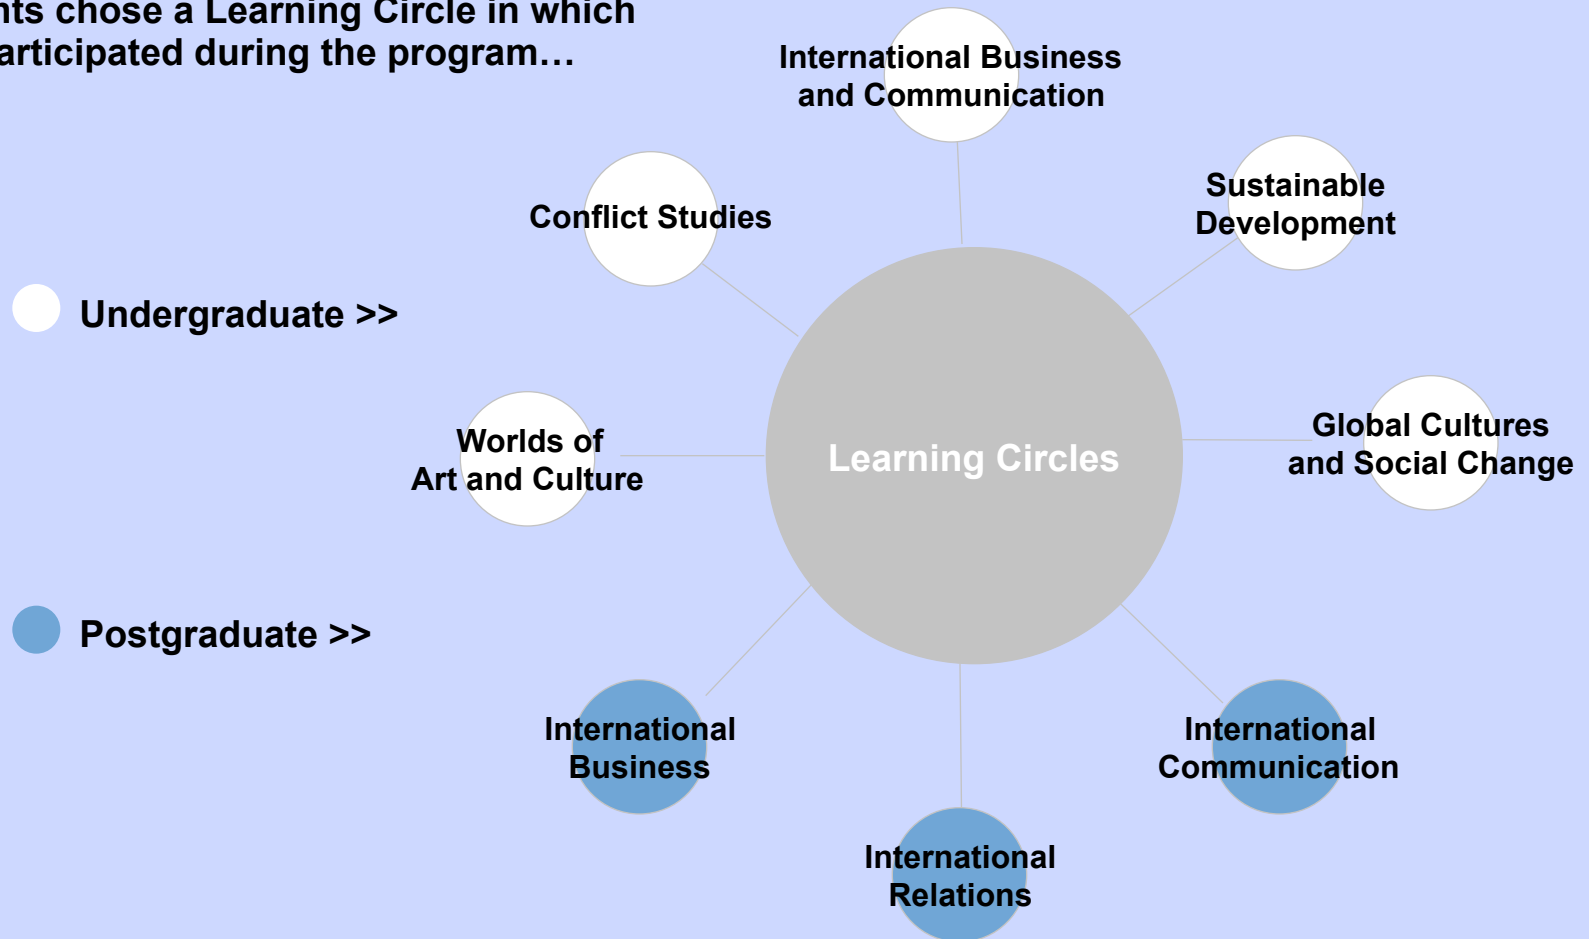 nts chose a Learning Circle in which
articipated during the program…
International Business
and Communication
Sustainable
Development
Conflict Studies
Undergraduate >>
Global Cultures
and Social Change
Worlds of
Art and Culture
Learning Circles
Postgraduate >>
International
Business
International
Communication
International
Relations